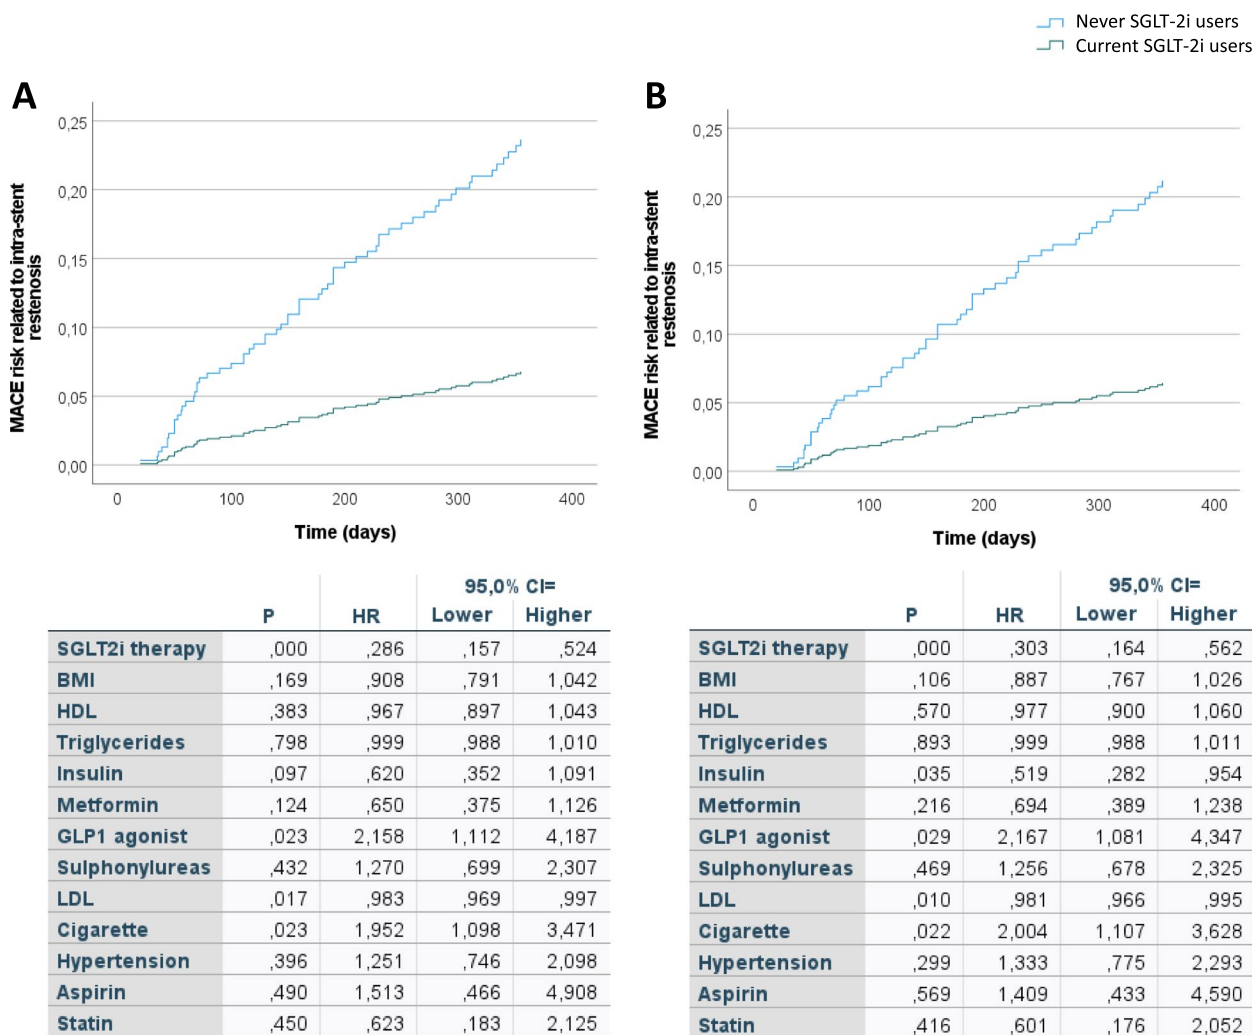 Never SGLT-2i users
Current SGLT-2i users
A
0,25
0,20
0,15
0,10
0,05
0,00
MACE risk related to intra-stent
restenosis
0 100 200 300 400
Time (days)
B
0,25
0,20
0,15
0,10
0,05
0,00
MACE risk related to intra-stent
restenosis
0 100 200 300 400
Time (days)
95,0% CI=
P HR Lower Higher
SGLT2i therapy ,000 ,286 ,157 ,524
BMI ,169 ,908 ,791 1,042
HDL ,383 ,967 ,897 1,043
Triglycerides ,798 ,999 ,988 1,010
Insulin ,097 ,620 ,352 1,091
Metformin ,124 ,650 ,375 1,126
GLP1 agonist ,023 2,158 1,112 4,187
Sulphonylureas ,432 1,270 ,699 2,307
LDL ,017 ,983 ,969 ,997
Cigarette ,023 1,952 1,098 3,471
Hypertension ,396 1,251 ,746 2,098
Aspirin ,490 1,513 ,466 4,908
Statin ,450 ,623 ,183 2,125
95,0% CI=
P HR Lower Higher
SGLT2i therapy ,000 ,303 ,164 ,562
BMI ,106 ,887 ,767 1,026
HDL ,570 ,977 ,900 1,060
Triglycerides ,893 ,999 ,988 1,011
Insulin ,035 ,519 ,282 ,954
Metformin ,216 ,694 ,389 1,238
GLP1 agonist ,029 2,167 1,081 4,347
Sulphonylureas ,469 1,256 ,678 2,325
LDL ,010 ,981 ,966 ,995
Cigarette ,022 2,004 1,107 3,628
Hypertension ,299 1,333 ,775 2,293
Aspirin ,569 1,409 ,433 4,590
Statin ,416 ,601 ,176 2,052